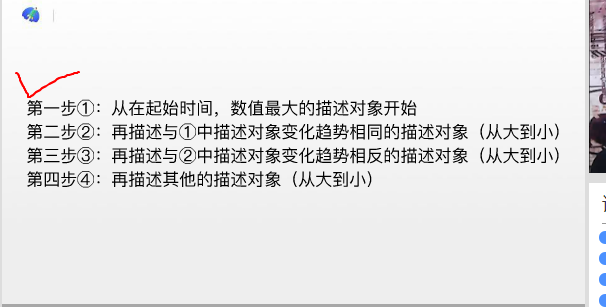 第一步①：从在起始时间，数值最大的描述对象开始
第二步②：再描述与①中描述对象变化趋势相同的描述对象（从大到小）
第三步③：再描述与②中描述对象变化趋势相反的描述对象（从大到小）
第四步④：再描述其他的描述对象（从大到小）